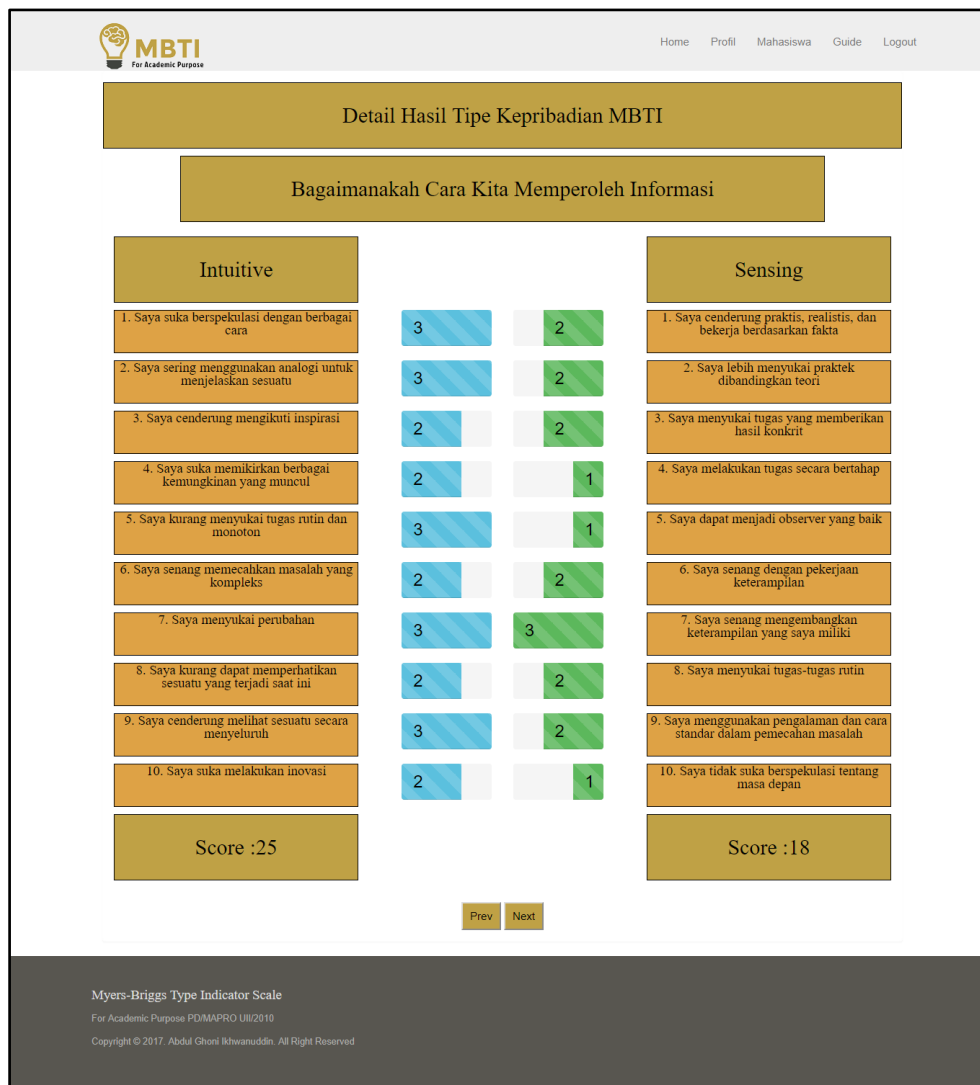 MBTI
For Academic Purpose
Home Profil Mahasiswa Guide Logout
Detail Hasil Tipe Kepribadian MBTI
Bagaimanakah Cara Kita Memperoleh Informasi
Intuitive
Sensing
1. Saya suka berspekulasi dengan berbagai
cara
3
2
1. Saya cenderung praktis, realistis, dan
bekerja berdasarkan fakta
2. Saya sering menggunakan analogi untuk
menjelaskan sesuatu
3
2
2. Saya lebih menyukai praktek
dibandingkan teori
3. Saya cenderung mengikuti inspirasi
2
2
3. Saya menyukai tugas yang memberikan
hasil konkrit
4. Saya suka memikirkan berbagai
kemungkinan yang muncul
2
1
4. Saya melakukan tugas secara bertahap
5. Saya kurang menyukai tugas rutin dan
monoton
3
1
5. Saya dapat menjadi observer yang baik
6. Saya senang memecahkan masalah yang
kompleks
2
2
6. Saya senang dengan pekerjaan
keterampilan
7. Saya menyukai perubahan
3
3
7. Saya senang mengembangkan
keterampilan yang saya miliki
8. Saya kurang dapat memperhatikan
sesuatu yang terjadi saat ini
2
2
8. Saya menyukai tugas-tugas rutin
9. Saya cenderung melihat sesuatu secara
menyeluruh
3
2
9. Saya menggunakan pengalaman dan cara
standar dalam pemecahan masalah
10. Saya suka melakukan inovasi
2
1
10. Saya tidak suka berspekulasi tentang
masa depan
Score :25
Score :18
Prev Next
Myers-Briggs Type Indicator Scale
For Academic Purpose PD/MAPRO UII/2010
Copyright © 2017. Abdul Ghoni Ikhwanuddin. All Right Reserved